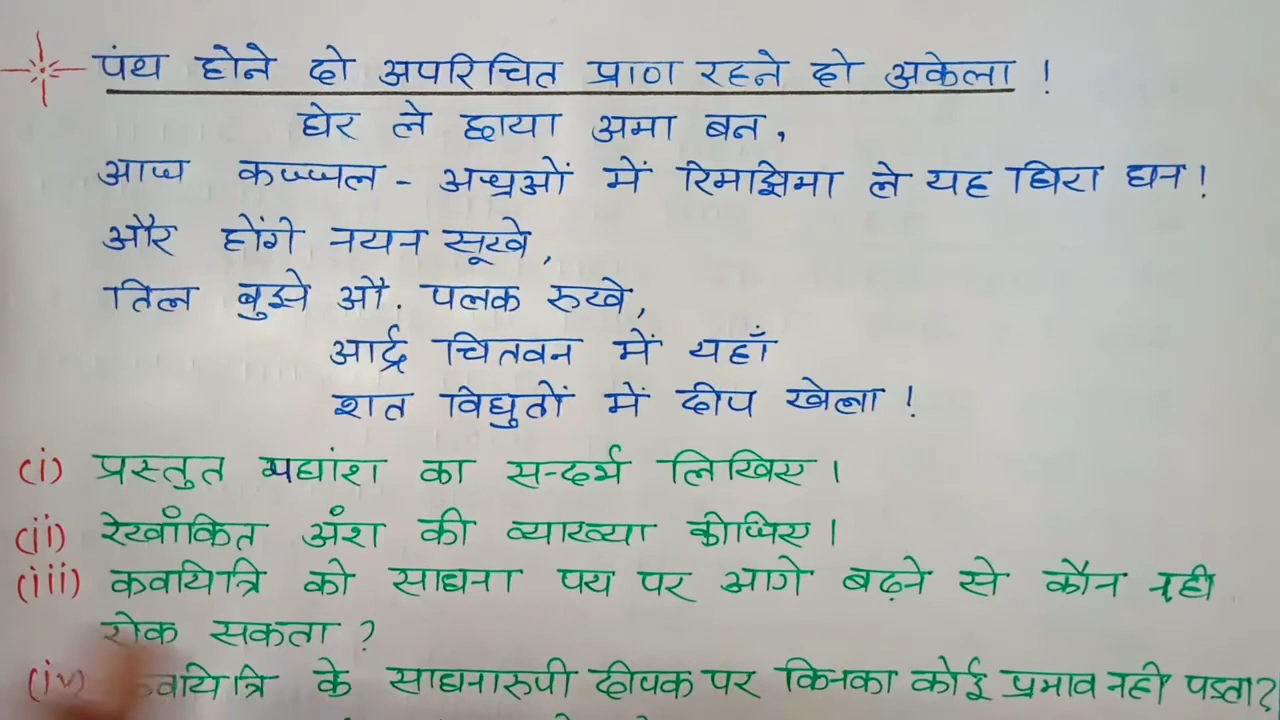 पंथ होने दो अपरिचित प्राण रहने दो अकेला !
घेर ले छाया अमा बन,
आज कज्जल - अश्रुओं में रिमझिमा ले यह घिरा घन !
और होंगे नयन सूखे,
तिल बुझे औ. पलक रुखे,
आर्द्र चितवन में यहाँ
शत विद्युतों में दीप खेला !
(i) प्रस्तुत पद्यांश का सन्दर्भ लिखिए ।
(ii) रेखाँकित अंश की व्याख्या कीजिए ।
(iii) कवयित्रि को साधना पथ पर आगे बढ़ने से कौन नही
रोक सकता ?
(iv) कवयित्रि के साधनारुपी दीपक पर किनका कोई प्रभाव नही पडता?